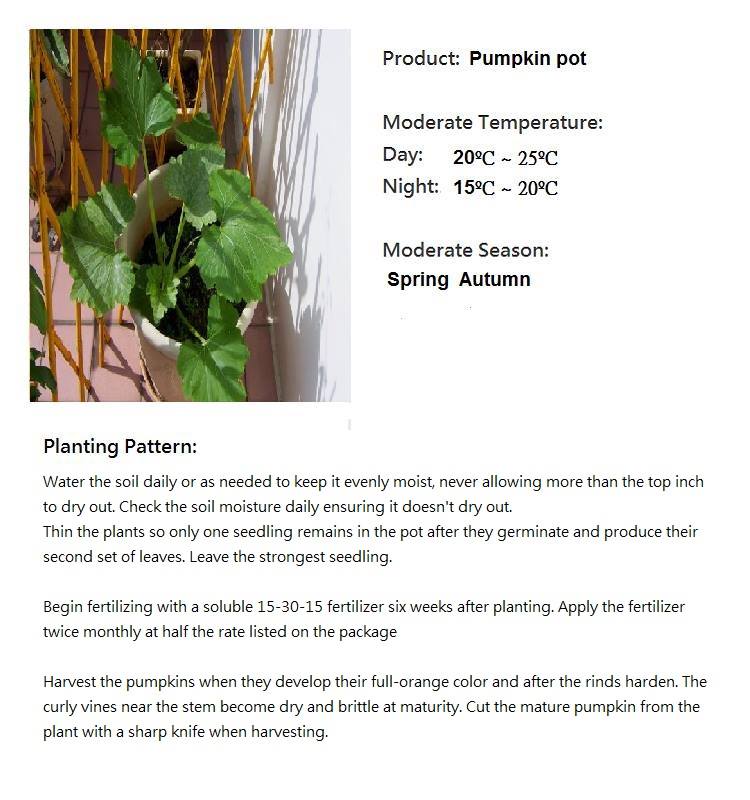 Product: Pumpkin pot
Moderate Temperature:
Day: 20ºC ~ 25ºC
Night: 15ºC ~ 20ºC
Moderate Season:
Spring Autumn
Planting Pattern:
Water the soil daily or as needed to keep it evenly moist, never allowing more than the top inch
to dry out. Check the soil moisture daily ensuring it doesn't dry out.
Thin the plants so only one seedling remains in the pot after they germinate and produce their
second set of leaves. Leave the strongest seedling.
Begin fertilizing with a soluble 15-30-15 fertilizer six weeks after planting. Apply the fertilizer
twice monthly at half the rate listed on the package
Harvest the pumpkins when they develop their full-orange color and after the rinds harden. The
curly vines near the stem become dry and brittle at maturity. Cut the mature pumpkin from the
plant with a sharp knife when harvesting.